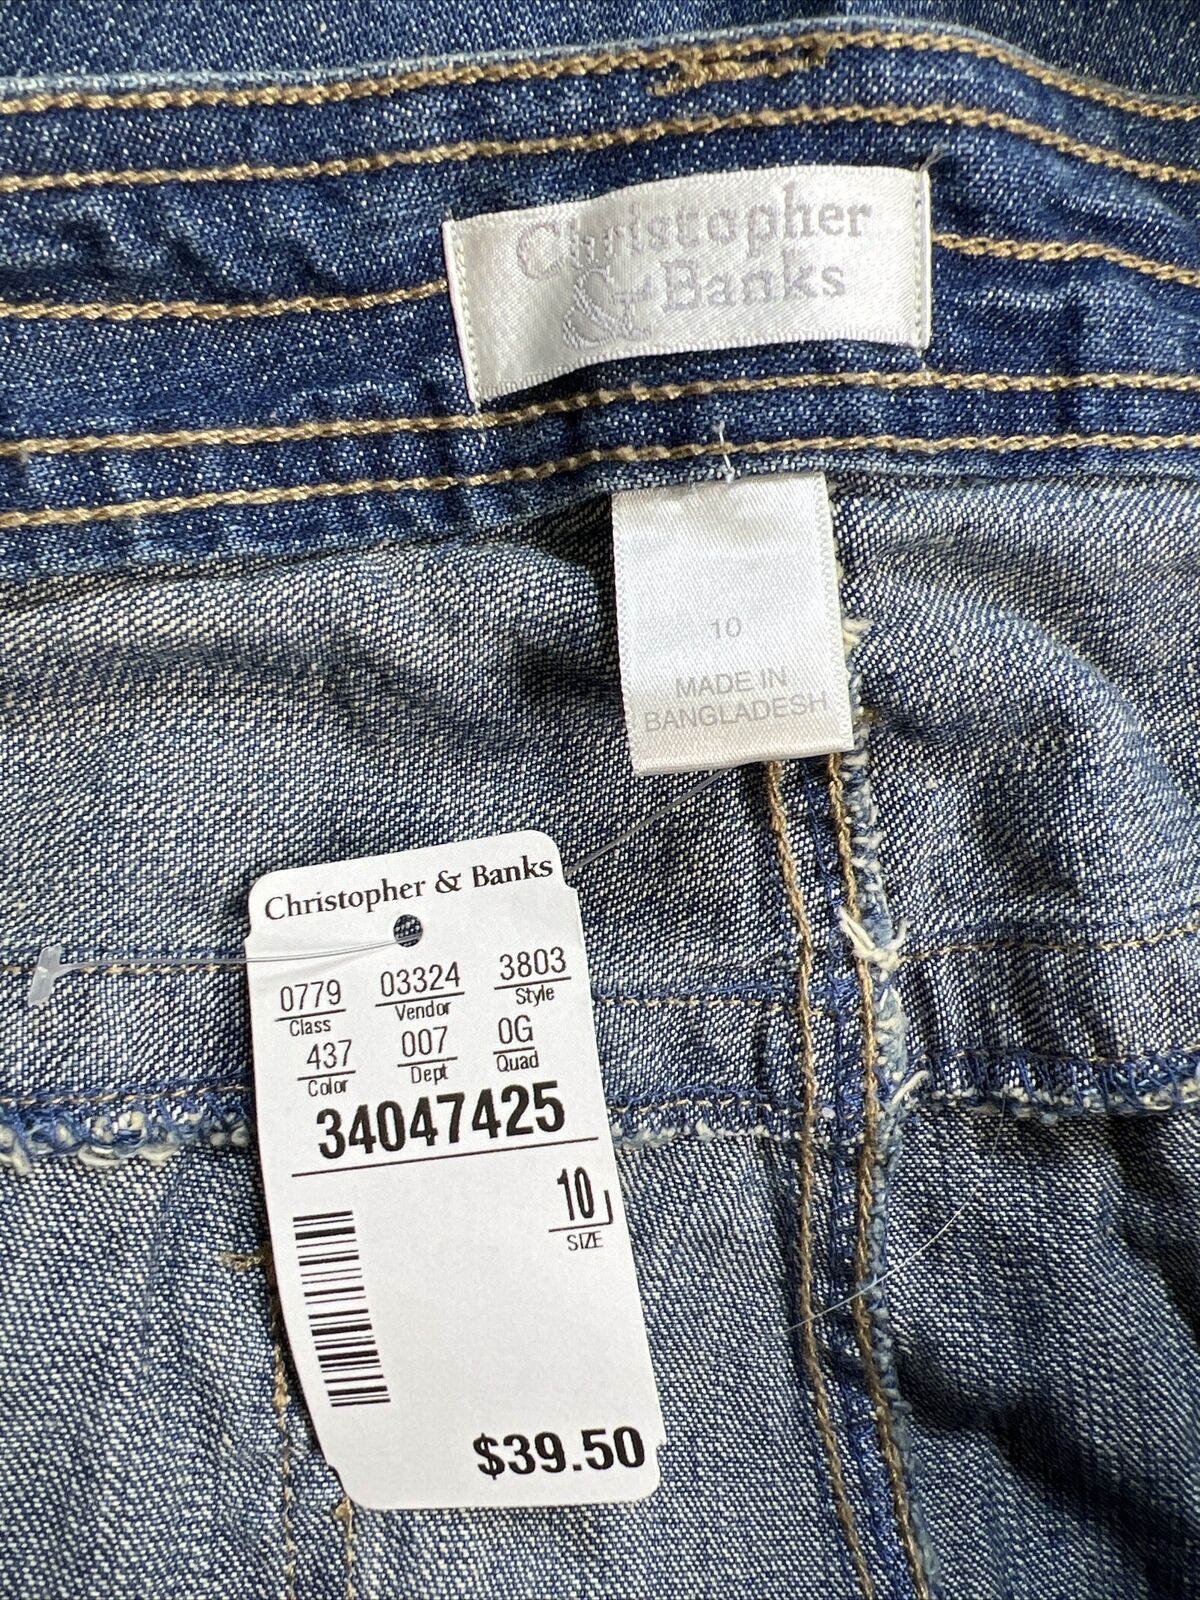 Christopher
& Banks
10
MADE IN
BANGLADESH
Christopher & Banks
0779 03324 3803
Class Vendor Style
437 007 0G
Color Dept Quad
34047425
10
SIZE
$39.50